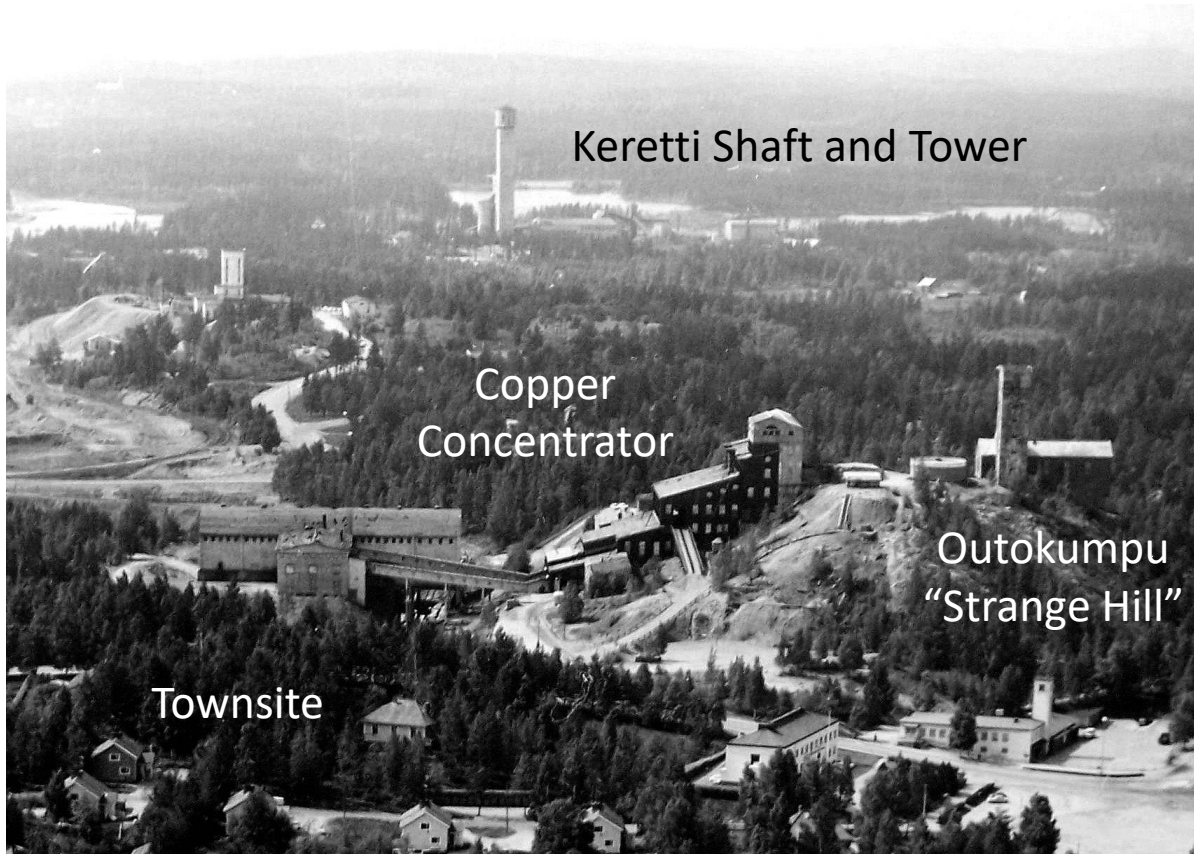 Keretti Shaft and Tower
Copper
Concentrator
Outokumpu
“Strange Hill”
Townsite